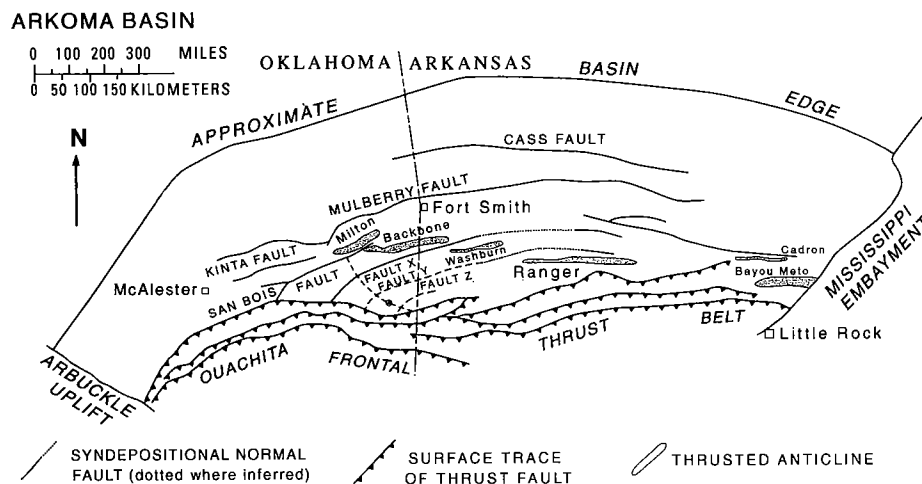 ARKOMA BASIN
0 100 200 300 MILES
0 50 100 150 KILOMETERS
N
OKLAHOMA ARKANSAS
APPROXIMATE
BASIN
EDGE
CASS FAULT
MULBERRY FAULT
Fort Smith
Milton
Backbone
KINTA FAULT
Washburn
FAULT X
FAULT Y
FAULT Z
SAN BOIS FAULT
McAlester
Ranger
Cadron
Bayou Meto
MISSISSIPPI
EMBAYMENT
Little Rock
OUACHITA
FRONTAL
THRUST
BELT
ARBUCKLE
UPLIFT
SYNDEPOSITIONAL NORMAL
FAULT (dotted where inferred)
SURFACE TRACE
OF THRUST FAULT
THRUSTED ANTICLINE